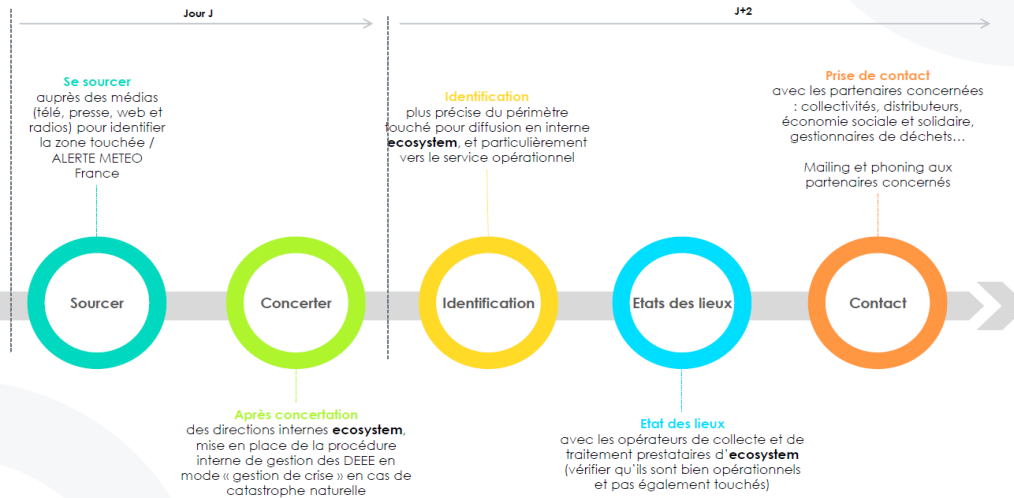 Jour J
J+2
Se sourcer
auprès des médias
(télé, presse, web et
radios) pour identifier
la zone touchée /
ALERTE METEO
France
Identification
plus précise du périmètre
touché pour diffusion en interne
ecosystem, et particulièrement
vers le service opérationnel
Prise de contact
avec les partenaires concernées
: collectivités, distributeurs,
économie sociale et solidaire,
gestionnaires de déchets…
Mailing et phoning aux
partenaires concernés
Sourcer
Concerter
Identification
Etats des lieux
Contact
Après concertation
des directions internes ecosystem,
mise en place de la procédure
interne de gestion des DEEE en
mode « gestion de crise » en cas de
catastrophe naturelle
Etat des lieux
avec les opérateurs de collecte et de
traitement prestataires d'ecosystem
(vérifier qu'ils sont bien opérationnels
et pas également touchés)